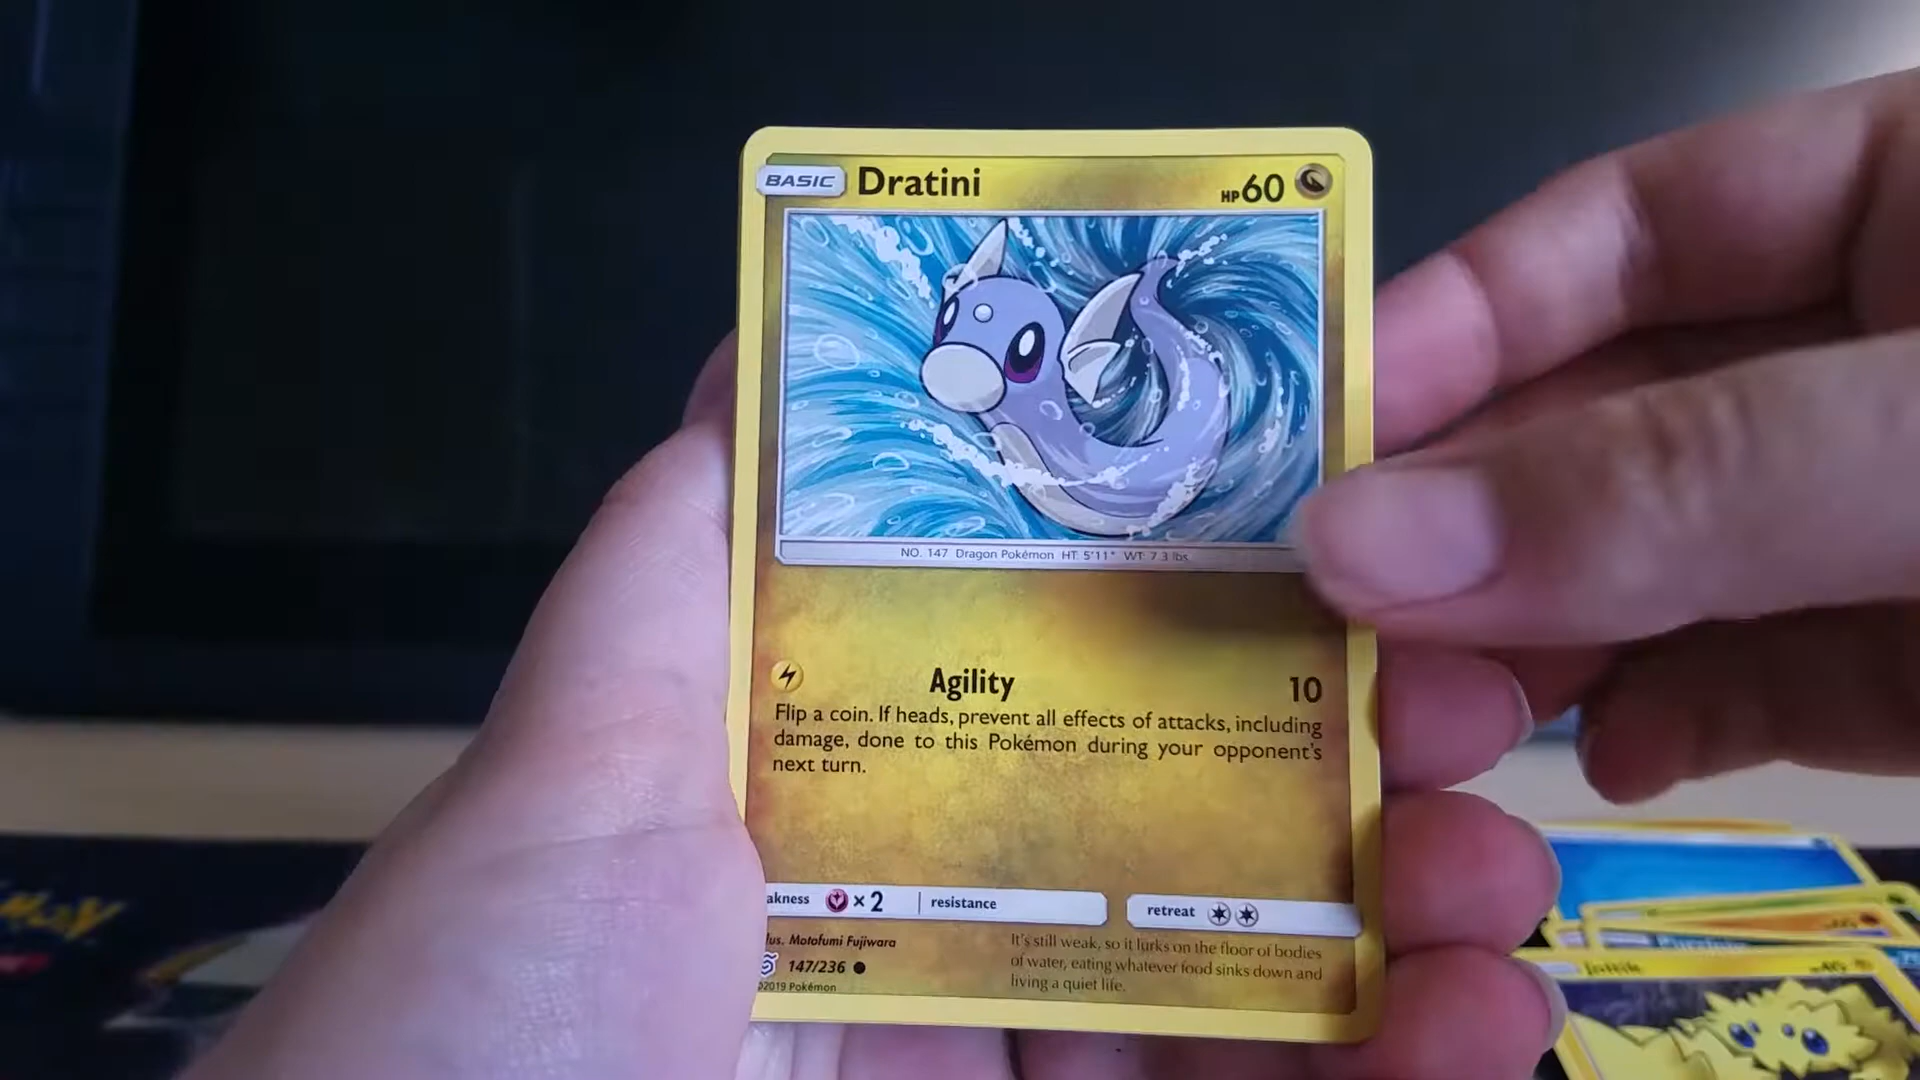 BASIC Dratini HP60
NO. 147 Dragon Pokémon HT: 5'11" WT: 7.3 lbs.
Agility 10
Flip a coin. If heads, prevent all effects of attacks, including
damage, done to this Pokémon during your opponent's
next turn.
akness ×2 resistance retreat
lus. Motofumi Fujiwara
147/236
©2019 Pokémon
It's still weak, so it lurks on the floor of bodies
of water, eating whatever food sinks down and
living a quiet life.
Joltik